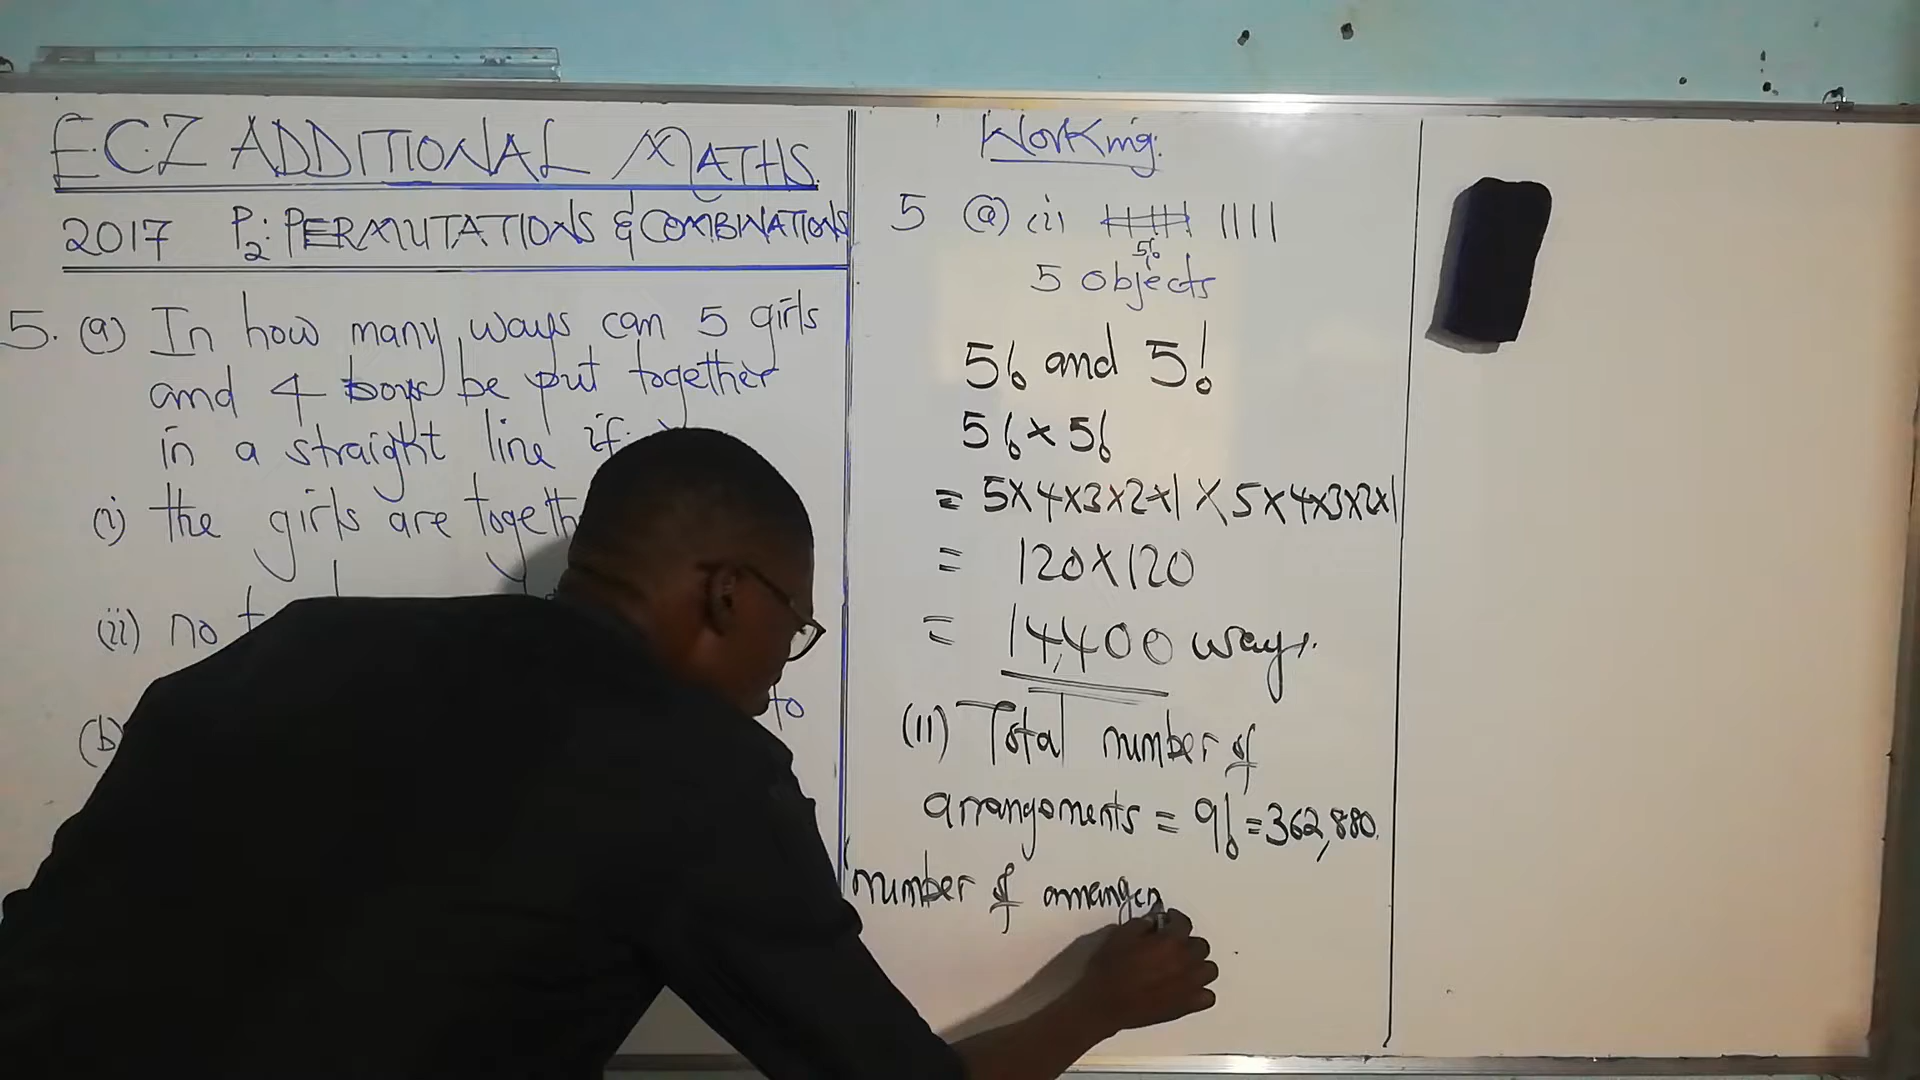 E.C.Z ADDITIONAL MATHS.
2017 P2: PERMUTATIONS & COMBINATIONS
5. (a) In how many ways can 5 girls
and 4 boys be put together
in a straight line if:
(i) the girls are togeth
(ii) no
to
(b)
Working:
5 (a) (i)
5!
5 objects
5! and 5!
5! × 5!
= 5×4×3×2×1 × 5×4×3×2×1
= 120×120
= 14,400 ways.
(ii) Total number of
arrangements = 9! = 362,880.
number of arrangen